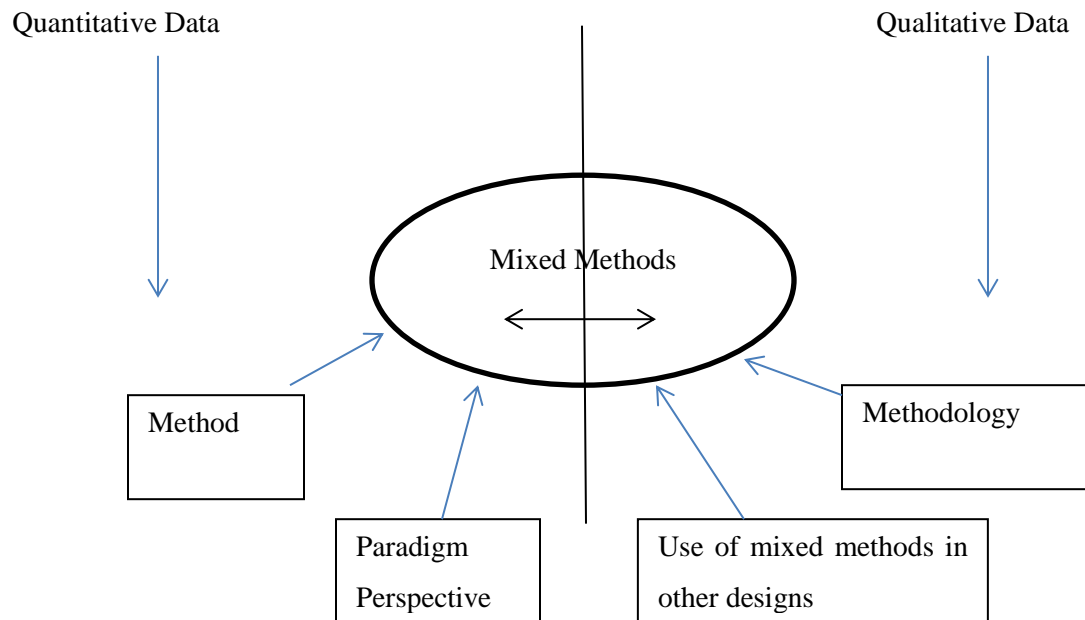 Quantitative Data
Qualitative Data
Mixed Methods
Method
Methodology
Paradigm
Perspective
Use of mixed methods in
other designs